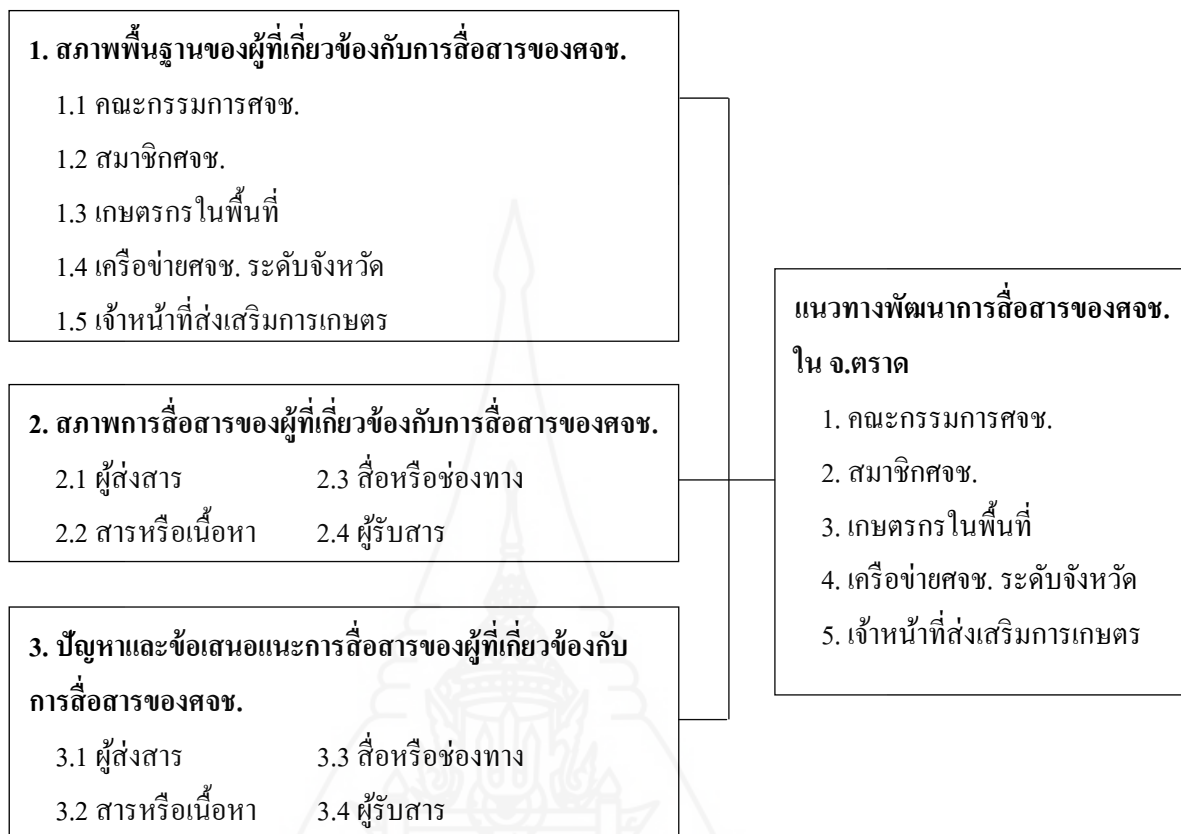 1. สภาพพื้นฐานของผู้ที่เกี่ยวข้องกับการสื่อสารของศจช.
1.1 คณะกรรมการศจช.
1.2 สมาชิกศจช.
1.3 เกษตรกรในพื้นที่
1.4 เครือข่ายศจช. ระดับจังหวัด
1.5 เจ้าหน้าที่ส่งเสริมการเกษตร
2. สภาพการสื่อสารของผู้ที่เกี่ยวข้องกับการสื่อสารของศจช.
2.1 ผู้ส่งสาร 2.3 สื่อหรือช่องทาง
2.2 สารหรือเนื้อหา 2.4 ผู้รับสาร
3. ปัญหาและข้อเสนอแนะการสื่อสารของผู้ที่เกี่ยวข้องกับ
การสื่อสารของศจช.
3.1 ผู้ส่งสาร 3.3 สื่อหรือช่องทาง
3.2 สารหรือเนื้อหา 3.4 ผู้รับสาร
แนวทางพัฒนาการสื่อสารของศจช.
ใน จ.ตราด
1. คณะกรรมการศจช.
2. สมาชิกศจช.
3. เกษตรกรในพื้นที่
4. เครือข่ายศจช. ระดับจังหวัด
5. เจ้าหน้าที่ส่งเสริมการเกษตร